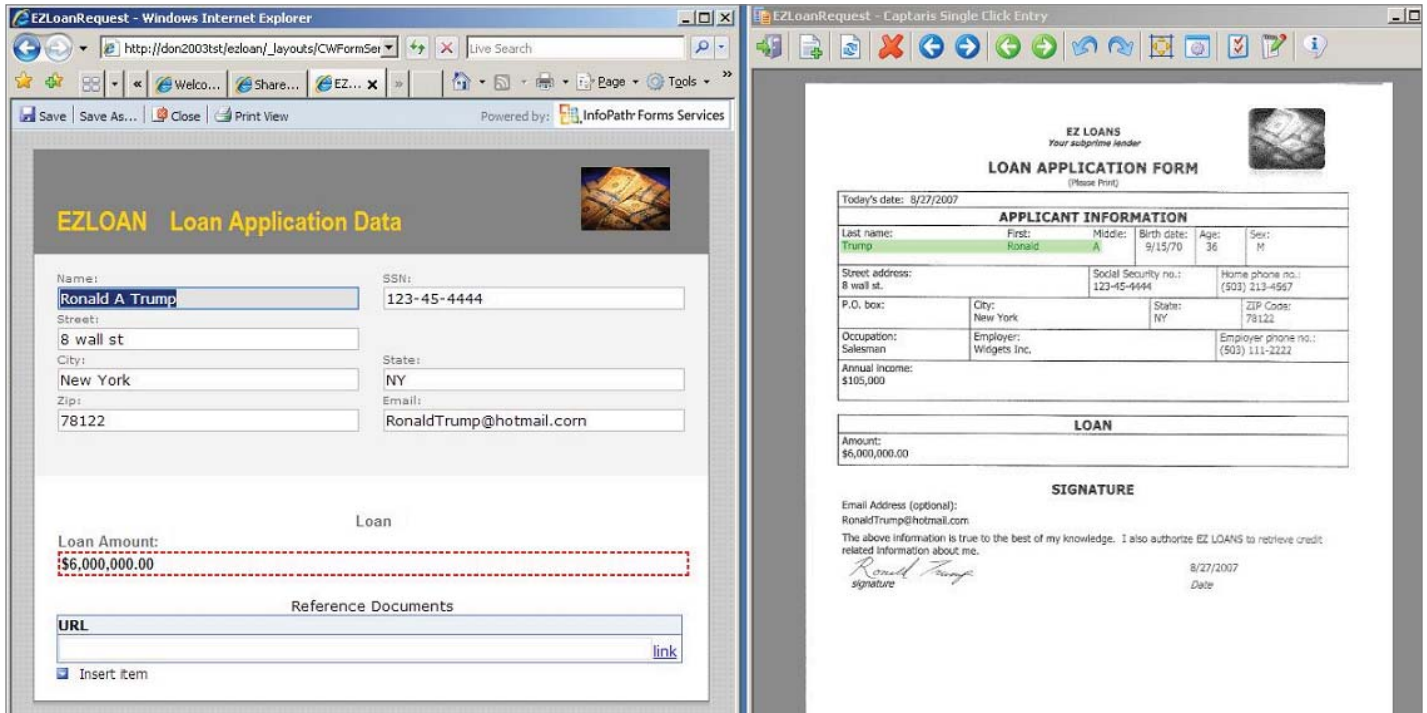 EZLoanRequest - Windows Internet Explorer
http://don2003tst/ezloan/_layouts/CWFormSer
Live Search
Welco...
Share...
EZ...
Page
Tools
Save
Save As...
Close
Print View
Powered by: InfoPath Forms Services
EZLOAN Loan Application Data
Name: SSN:
Ronald A Trump 123-45-4444
Street:
8 wall st
City: State:
New York NY
Zip: Email:
78122 RonaldTrump@hotmail.corn
Loan
Loan Amount:
$6,000,000.00
Reference Documents
URL
link
Insert item
EZLoanRequest - Captaris Single Click Entry
EZ LOANS
Your subprime lender
LOAN APPLICATION FORM
(Please Print)
Today's date: 8/27/2007
APPLICANT INFORMATION
Last name: First: Middle: Birth date: Age: Sex:
Trump Ronald A 9/15/70 36 M
Street address: Social Security no.: Home phone no.:
8 wall st. 123-45-4444 (503) 213-4567
P.O. box: City: State: ZIP Code:
New York NY 78122
Occupation: Employer: Employer phone no.:
Salesman Widgets Inc. (503) 111-2222
Annual income:
$105,000
LOAN
Amount:
$6,000,000.00
SIGNATURE
Email Address (optional):
RonaldTrump@hotmail.com
The above information is true to the best of my knowledge. I also authorize EZ LOANS to retrieve credit
related information about me.
Ronald Trump 8/27/2007
signature Date